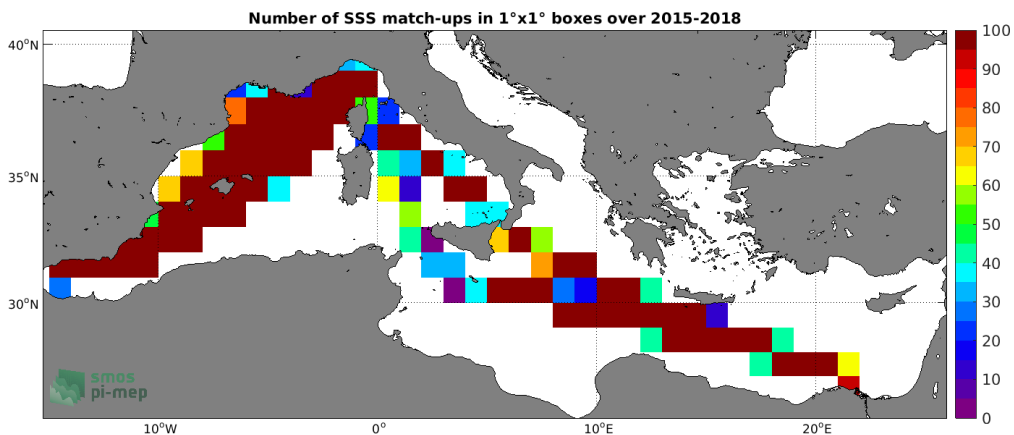 Number of SSS match-ups in 1°x1° boxes over 2015-2018
40°N
35°N
30°N
10°W
0°
10°E
20°E
100
90
80
70
60
50
40
30
20
10
0
smos
pi-mep